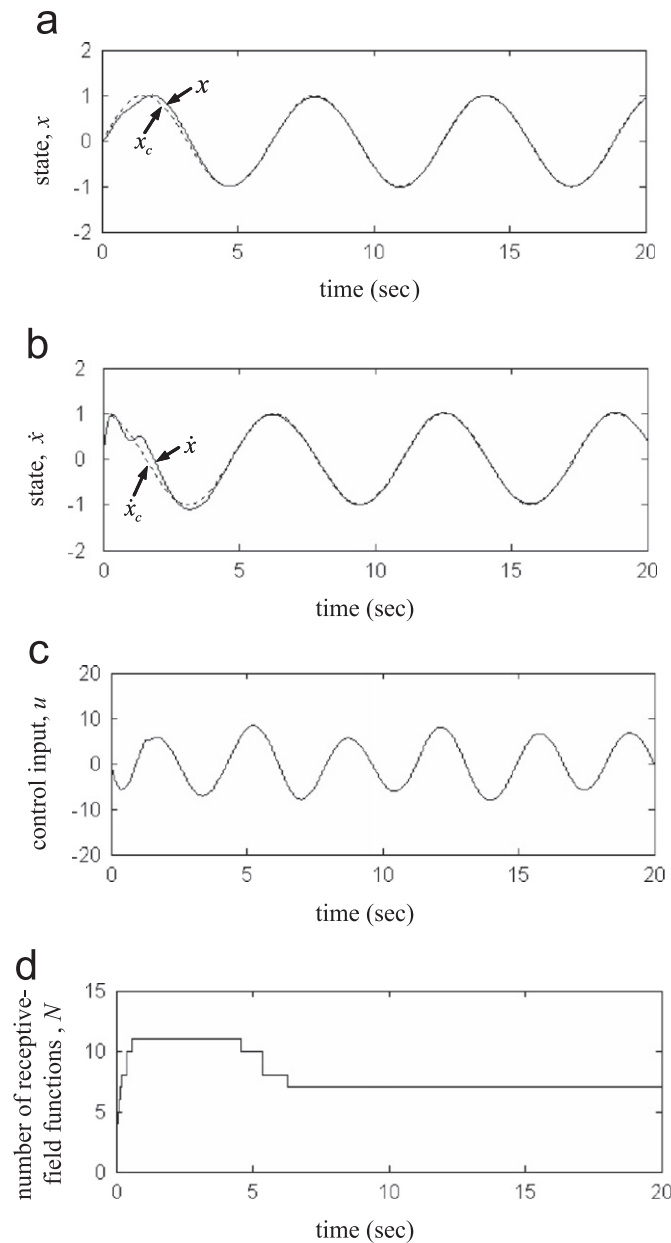 a
2
1
0
-1
-2
state, x
x
x_c
0 5 10 15 20
time (sec)
b
2
1
0
-1
-2
state, ẋ
ẋ
ẋ_c
0 5 10 15 20
time (sec)
c
20
10
0
-10
-20
control input, u
0 5 10 15 20
time (sec)
d
15
10
5
0
number of receptive-
field functions , N
0 5 10 15 20
time (sec)